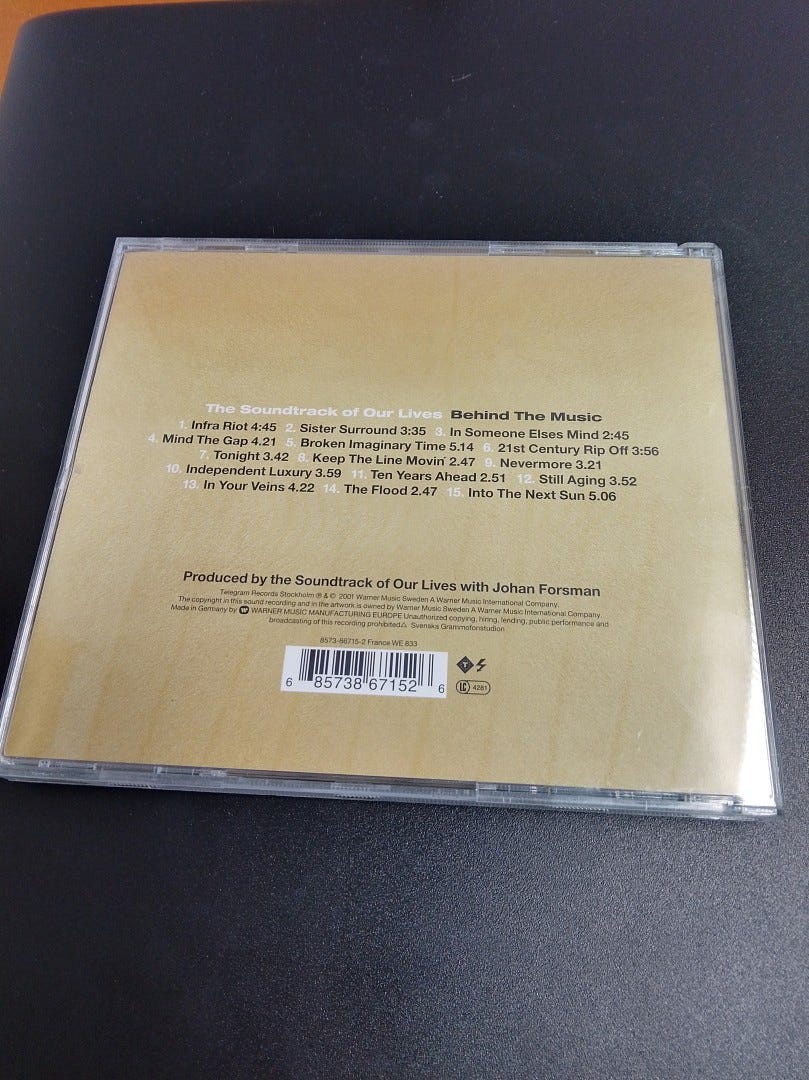 The Soundtrack of Our Lives Behind The Music
1. Infra Riot 4:45 2. Sister Surround 3:35 3. In Someone Elses Mind 2:45
4. Mind The Gap 4.21 5. Broken Imaginary Time 5.14 6. 21st Century Rip Off 3:56
7. Tonight 3.42 8. Keep The Line Movin´ 2.47 9. Nevermore 3.21
10. Independent Luxury 3.59 11. Ten Years Ahead 2.51 12. Still Aging 3.52
13. In Your Veins 4.22 14. The Flood 2.47 15. Into The Next Sun 5.06
Produced by the Soundtrack of Our Lives with Johan Forsman
Telegram Records Stockholm ℗ & © 2001 Warner Music Sweden A Warner Music International Company.
The copyright in this sound recording and in the artwork is owned by Warner Music Sweden A Warner Music International Company.
Made in Germany by WARNER MUSIC MANUFACTURING EUROPE Unauthorized copying, hiring, lending, public performance and
broadcasting of this recording prohibited. Svenska Grammofonstudion
8573-86715-2 France WE 833
6 85738 67152 6
T
LC 4281